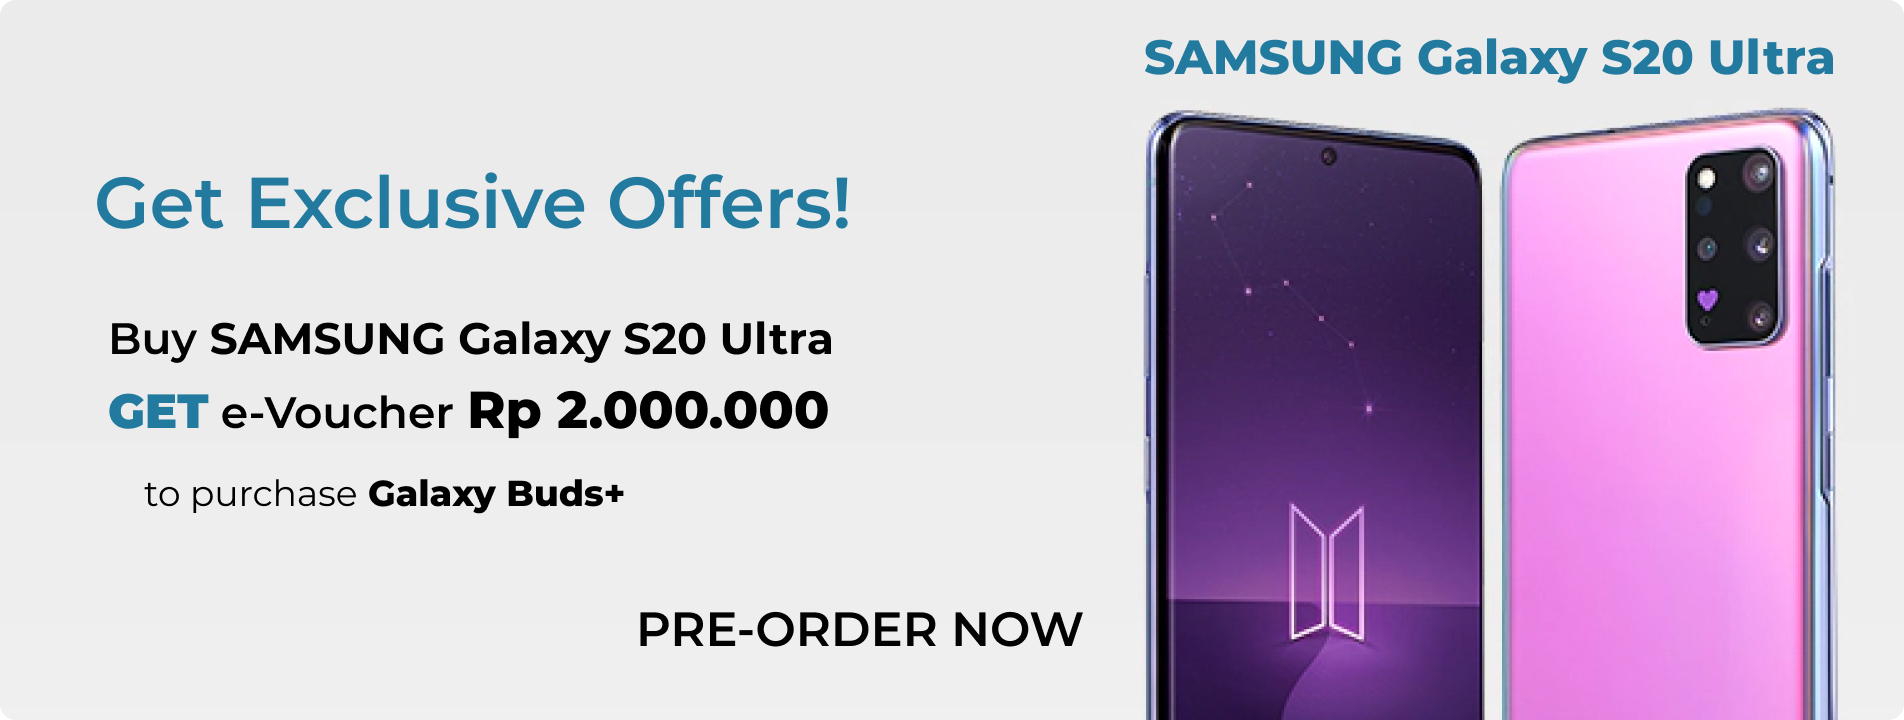 SAMSUNG Galaxy S20 Ultra
Get Exclusive Offers!
Buy SAMSUNG Galaxy S20 Ultra
GET e-Voucher Rp 2.000.000
to purchase Galaxy Buds+
PRE-ORDER NOW